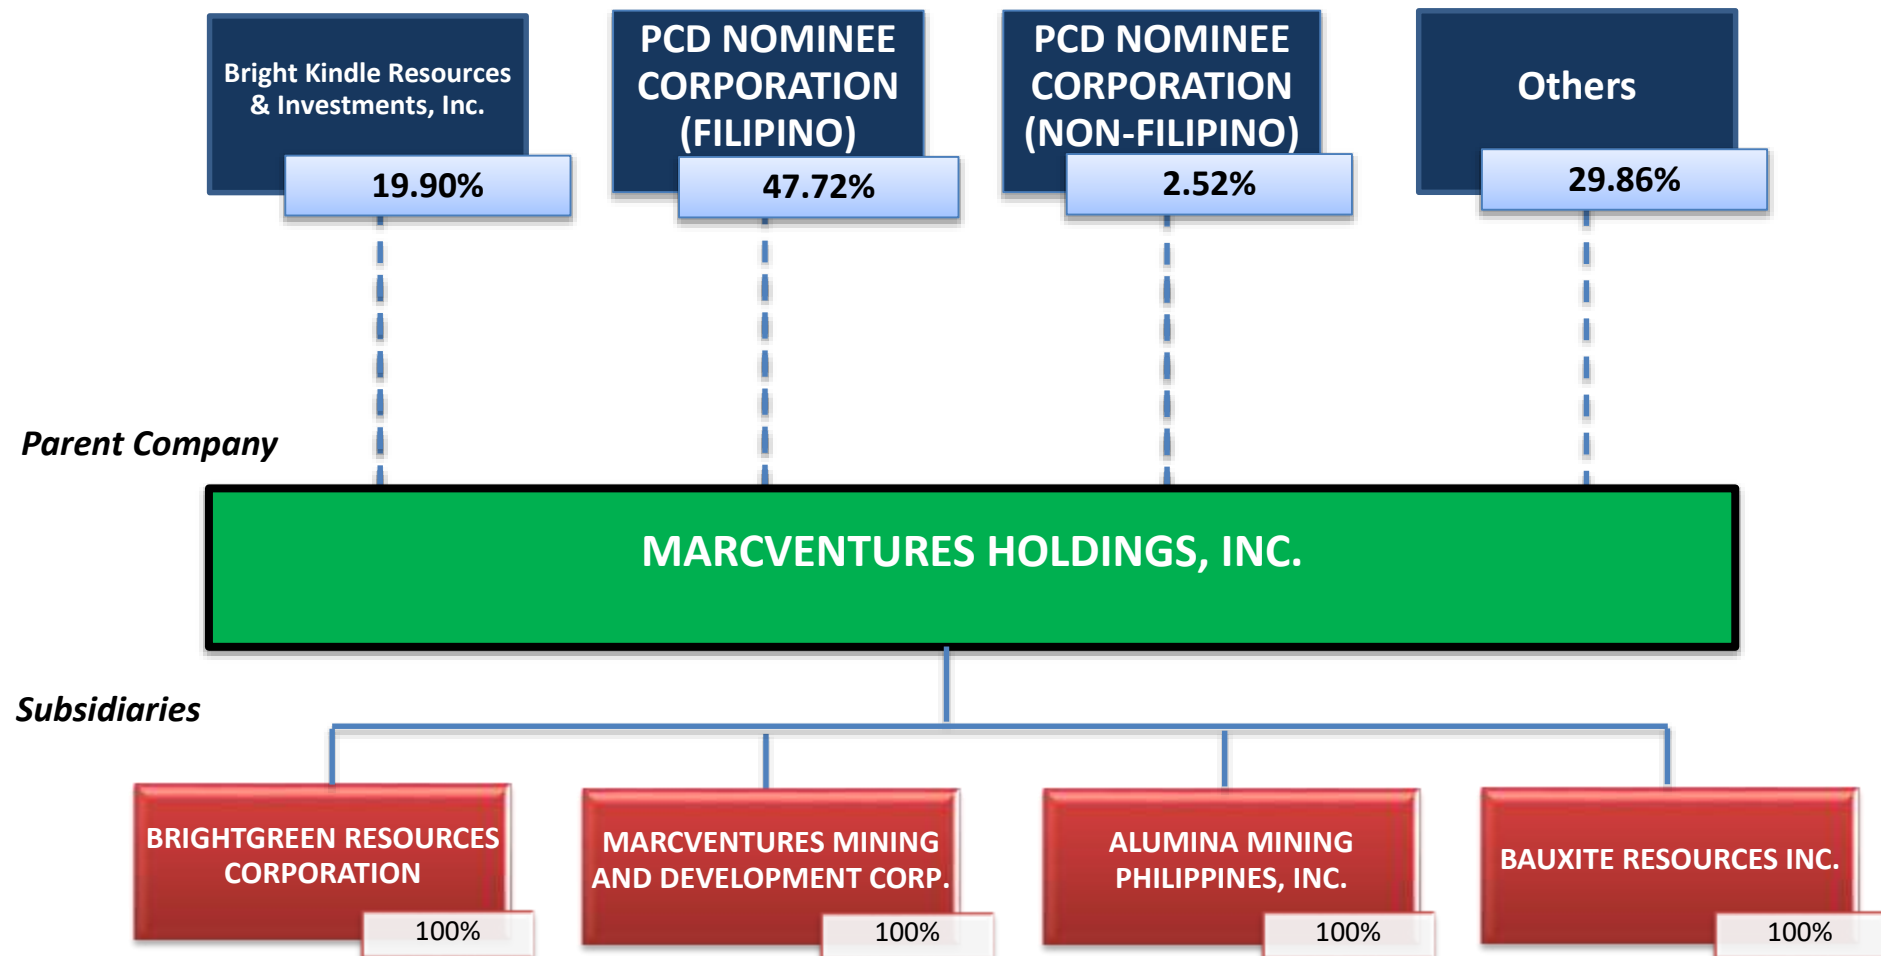 Bright Kindle Resources
& Investments, Inc.
19.90%
PCD NOMINEE
CORPORATION
(FILIPINO)
47.72%
PCD NOMINEE
CORPORATION
(NON-FILIPINO)
2.52%
Others
29.86%
Parent Company
MARCVENTURES HOLDINGS, INC.
Subsidiaries
BRIGHTGREEN RESOURCES
CORPORATION
100%
MARCVENTURES MINING
AND DEVELOPMENT CORP.
100%
ALUMINA MINING
PHILIPPINES, INC.
100%
BAUXITE RESOURCES INC.
100%